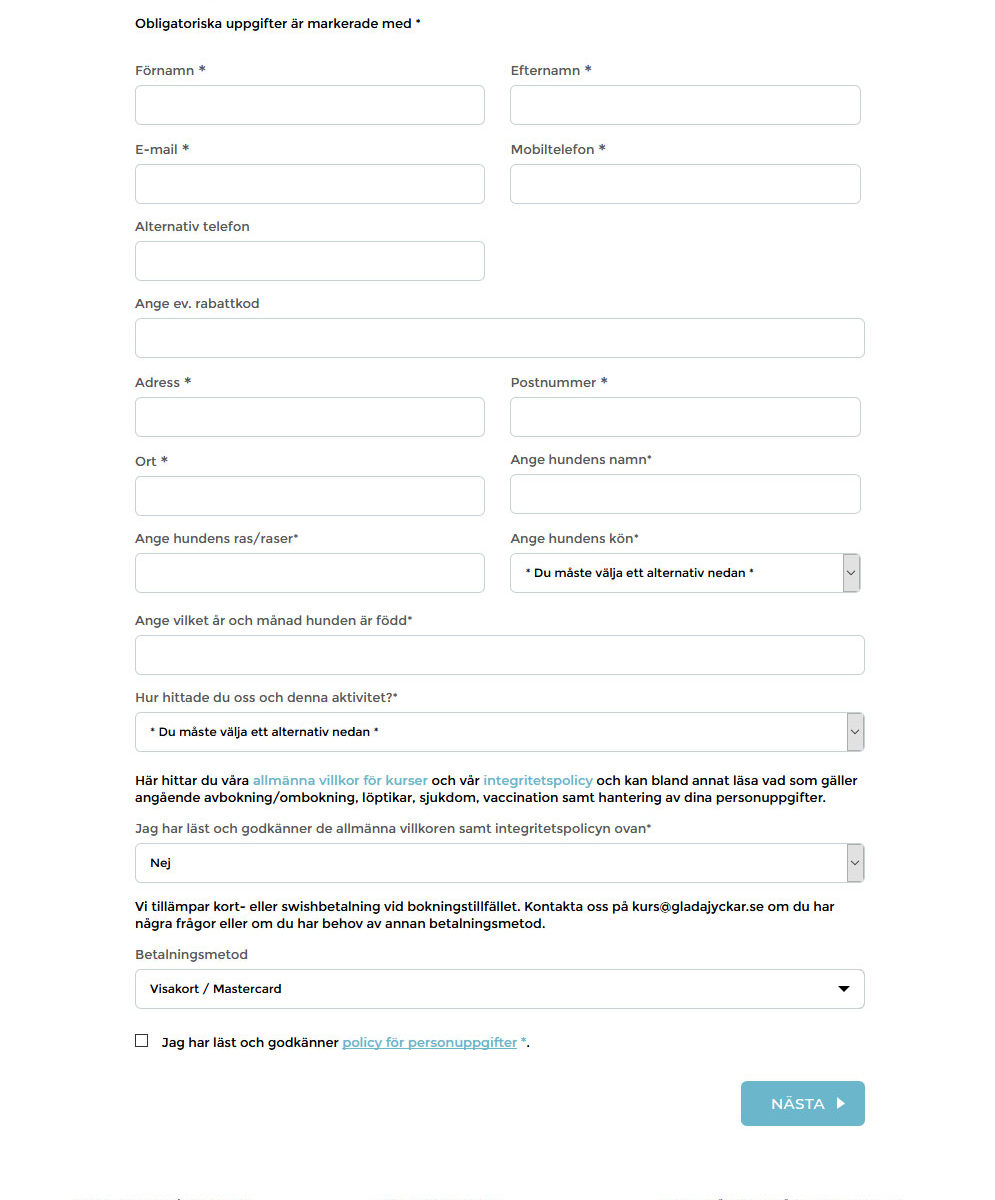 Obligatoriska uppgifter är markerade med *
Förnamn *
Efternamn *
E-mail *
Mobiltelefon *
Alternativ telefon
Ange ev. rabattkod
Adress *
Postnummer *
Ort *
Ange hundens namn*
Ange hundens ras/raser*
Ange hundens kön*
* Du måste välja ett alternativ nedan *
Ange vilket år och månad hunden är född*
Hur hittade du oss och denna aktivitet?*
* Du måste välja ett alternativ nedan *
Här hittar du våra allmänna villkor för kurser och vår integritetspolicy och kan bland annat läsa vad som gäller
angående avbokning/ombokning, löptikar, sjukdom, vaccination samt hantering av dina personuppgifter.
Jag har läst och godkänner de allmänna villkoren samt integritetspolicyn ovan*
Nej
Vi tillämpar kort- eller swishbetalning vid bokningstillfället. Kontakta oss på kurs@gladajyckar.se om du har
några frågor eller om du har behov av annan betalningsmetod.
Betalningsmetod
Visakort / Mastercard
Jag har läst och godkänner policy för personuppgifter *.
NÄSTA